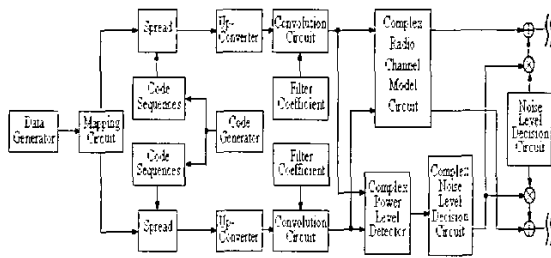 Spread
Up-
Converter
Convolution
Circuit
Complex
Radio
Channel
Model
Circuit
Code
Sequences
Filter
Coefficient
Data
Generator
Mapping
Circuit
Code
Generator
Noise
Level
Decision
Circuit
Code
Sequences
Filter
Coefficient
Complex
Power
Level
Detector
Complex
Noise
Level
Decision
Circuit
Spread
Up-
Converter
Convolution
Circuit